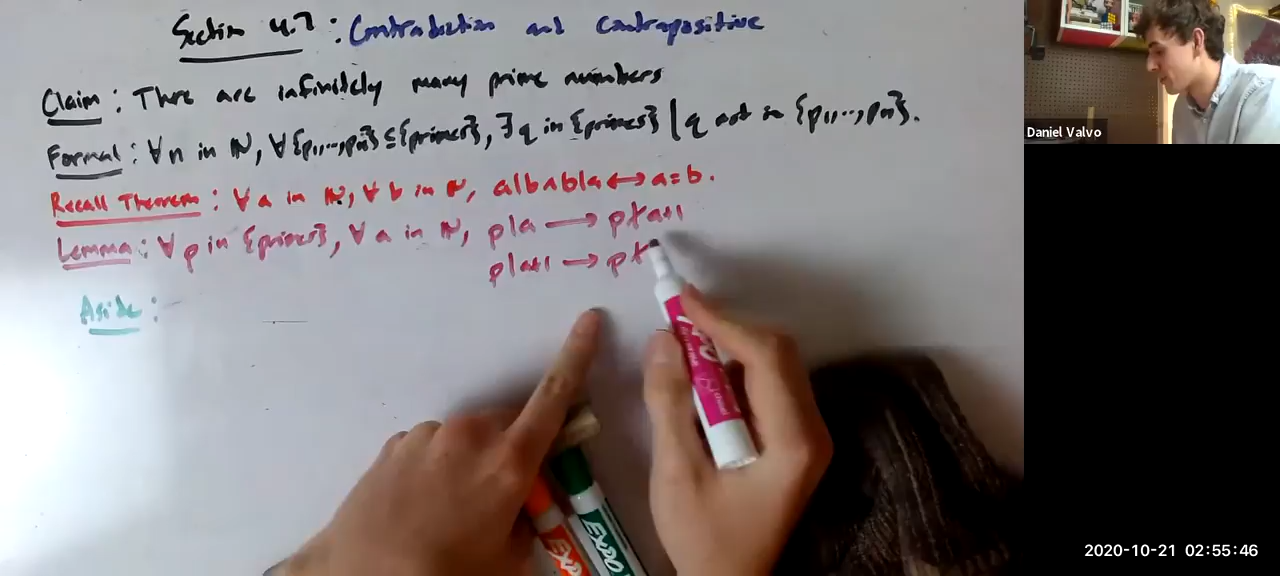 Section 4.7: Contradiction and contrapositive
Claim: There are infinitely many prime numbers
Formal: ∀n in ℕ, ∀{p₁,...,pₙ}⊆{primes}, ∃q in {primes} | q not in {p₁,...,pₙ}.
Recall Theorem: ∀a in ℕ, ∀b in ℕ, a|b∧b|a⟷a=b.
Lemma: ∀p in {primes}, ∀a in ℕ, p|a ⟶ p∤a+1
p|a+1 ⟶ p∤
Aside:
EXPO
EXPO
Daniel Valvo
2020-10-21 02:55:46